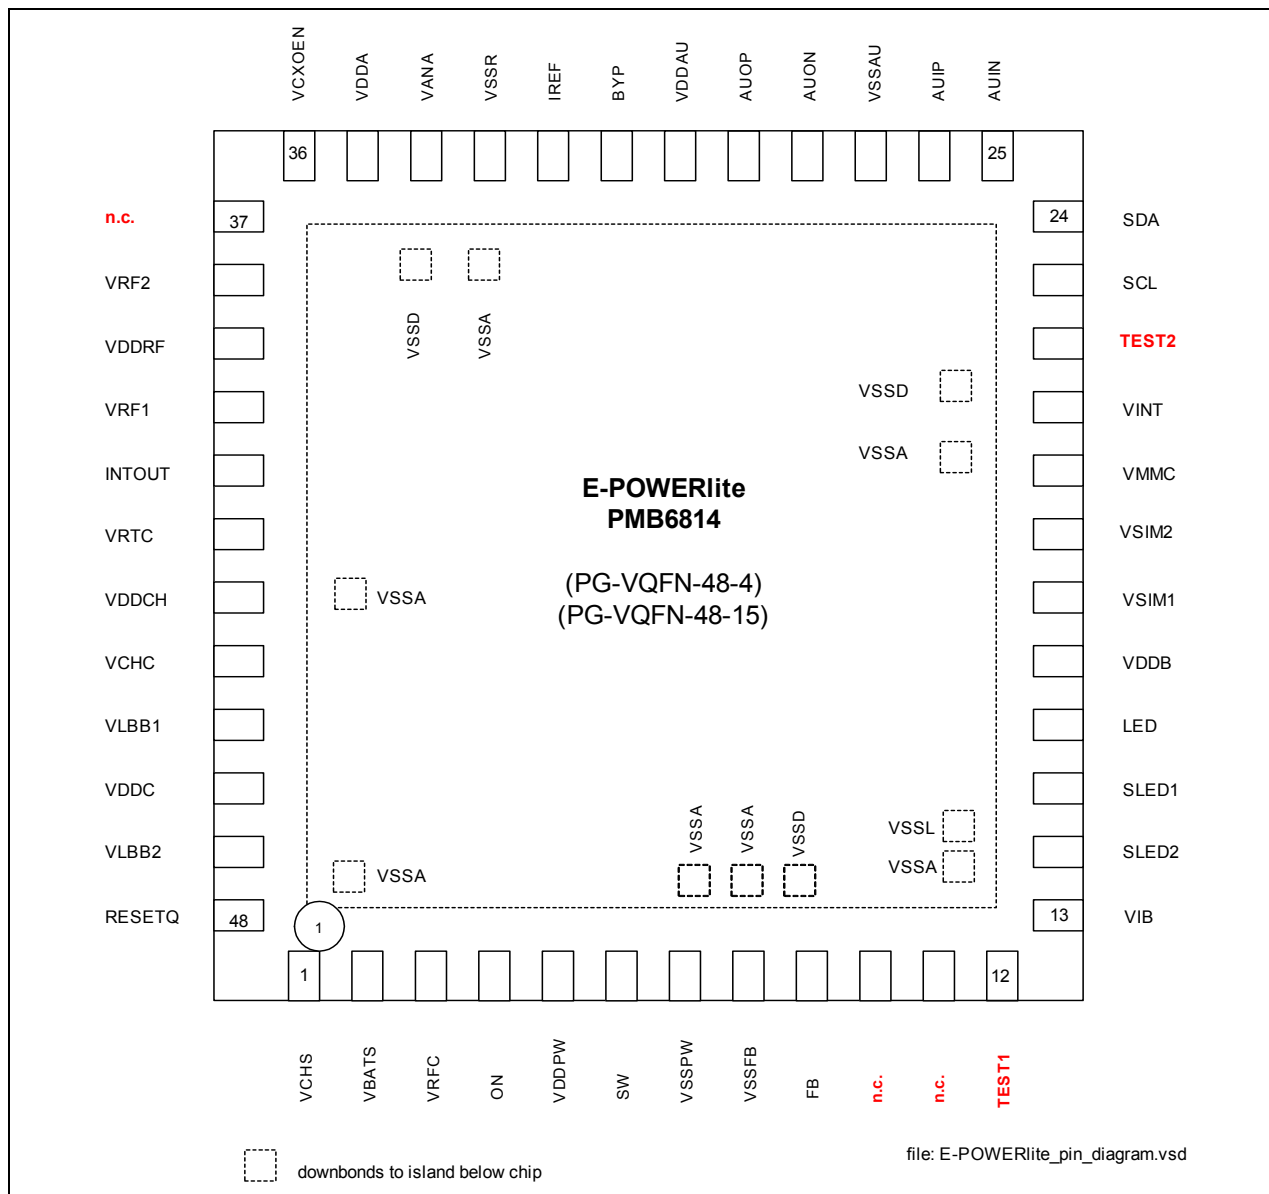 VCXOEN
VDDA
VANA
VSSR
IREF
BYP
VDDAU
AUOP
AUON
VSSAU
AUIP
AUIN
36
25
n.c.
37
24
SDA
VRF2
SCL
VDDRF
VSSD
VSSA
TEST2
VRF1
VSSD
VINT
INTOUT
VSSA
VMMC
E-POWERlite
PMB6814
VRTC
VSIM2
(PG-VQFN-48-4)
(PG-VQFN-48-15)
VDDCH
VSSA
VSIM1
VCHC
VDDB
VLBB1
LED
VDDC
SLED1
VSSA
VSSA
VSSD
VSSL
VLBB2
VSSA
VSSA
SLED2
RESETQ
48
1
13
VIB
1
12
VCHS
VBATS
VRFC
ON
VDDPW
SW
VSSPW
VSSFB
FB
n.c.
n.c.
TEST1
downbonds to island below chip
file: E-POWERlite_pin_diagram.vsd